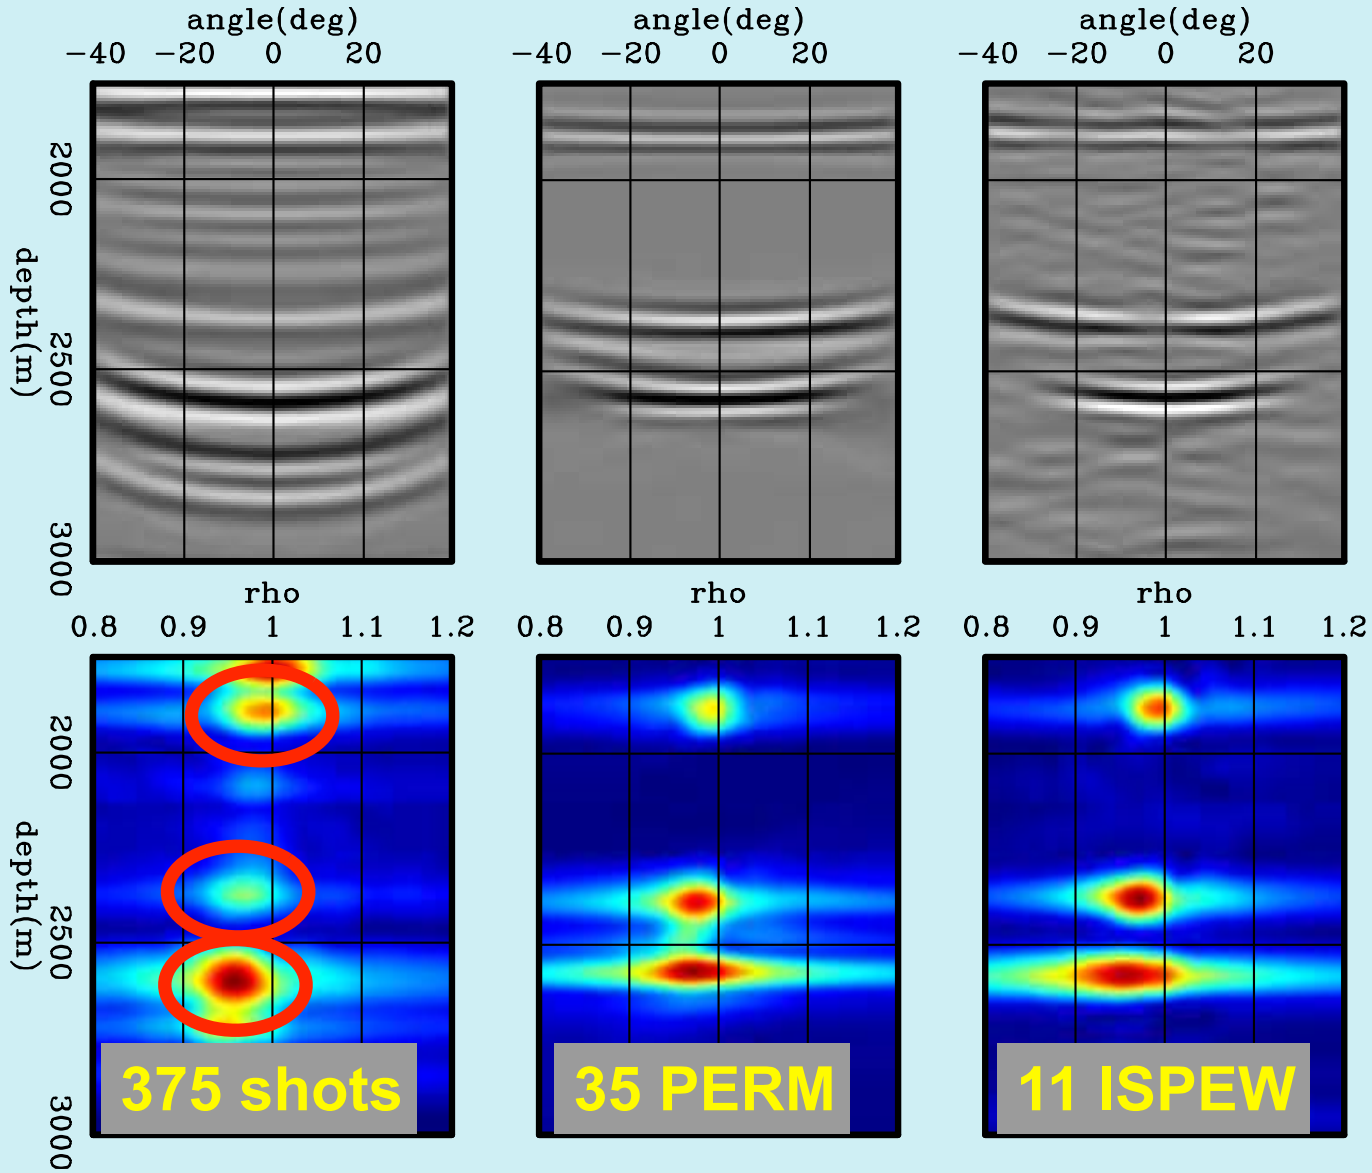 angle(deg) angle(deg) angle(deg)
−40 −20 0 20 −40 −20 0 20 −40 −20 0 20
2000
depth(m)
2500
3000
rho rho rho
0.8 0.9 1 1.1 1.2 0.8 0.9 1 1.1 1.2 0.8 0.9 1 1.1 1.2
2000
depth(m)
2500
3000
375 shots 35 PERM 11 ISPEW